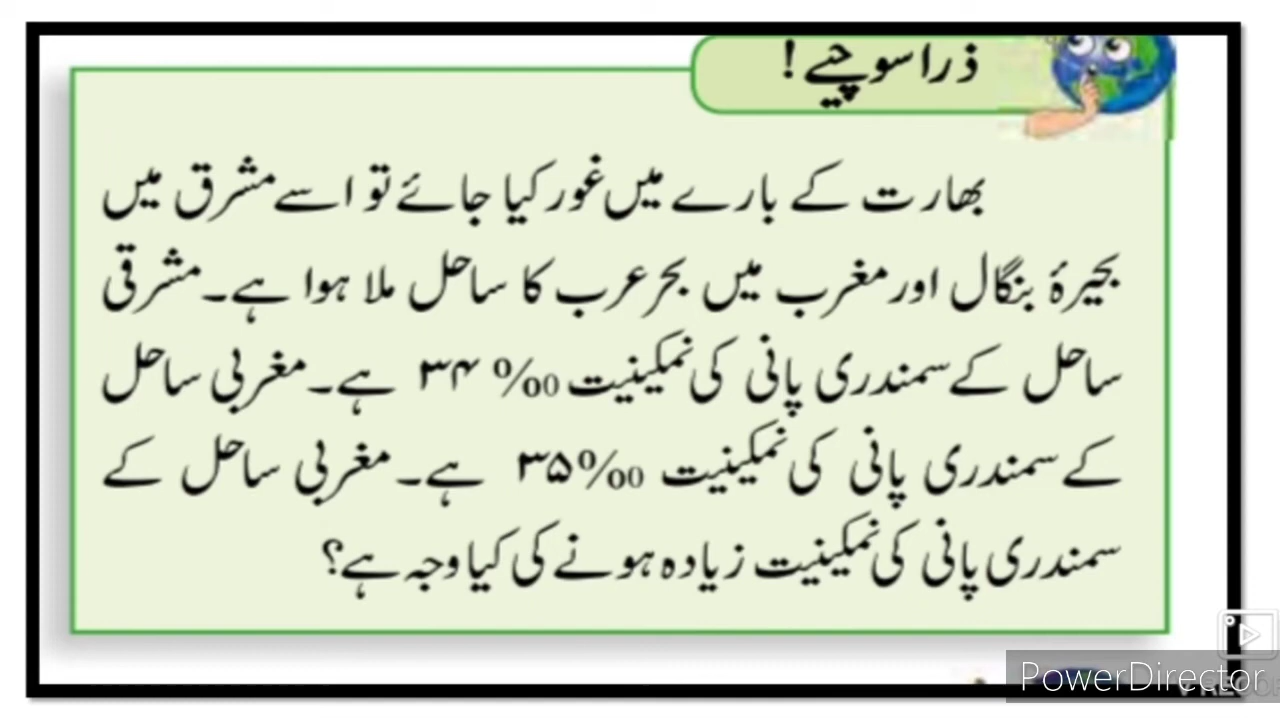 ذرا سوچیے!
بھارت کے بارے میں غور کیا جائے تو اسے مشرق میں
بحیرۂ بنگال اور مغرب میں بحر عرب کا ساحل ملا ہوا ہے۔ مشرقی
ساحل کے سمندری پانی کی نمکینیت ‰ ۳۴ ہے۔ مغربی ساحل
کے سمندری پانی کی نمکینیت ‰۳۵ ہے۔ مغربی ساحل کے
سمندری پانی کی نمکینیت زیادہ ہونے کی کیا وجہ ہے؟
PowerDirector